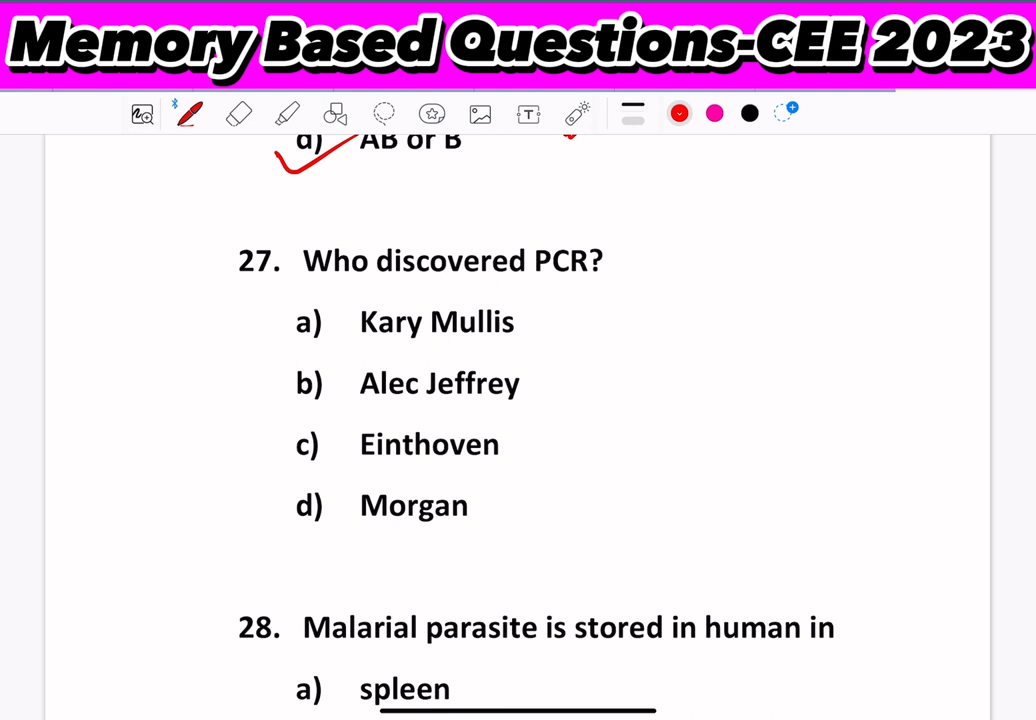 Memory Based Questions-CEE 2023
d) AB or B
27. Who discovered PCR?
a) Kary Mullis
b) Alec Jeffrey
c) Einthoven
d) Morgan
28. Malarial parasite is stored in human in
a) spleen